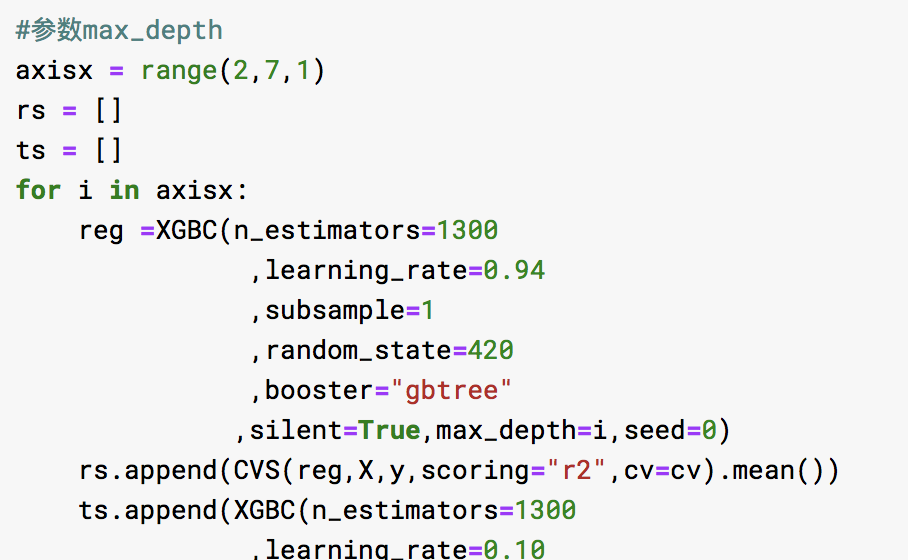 #参数max_depth
axisx = range(2,7,1)
rs = []
ts = []
for i in axisx:
    reg =XGBC(n_estimators=1300
               ,learning_rate=0.94
               ,subsample=1
               ,random_state=420
               ,booster="gbtree"
              ,silent=True,max_depth=i,seed=0)
    rs.append(CVS(reg,X,y,scoring="r2",cv=cv).mean())
    ts.append(XGBC(n_estimators=1300
               ,learning_rate=0.10